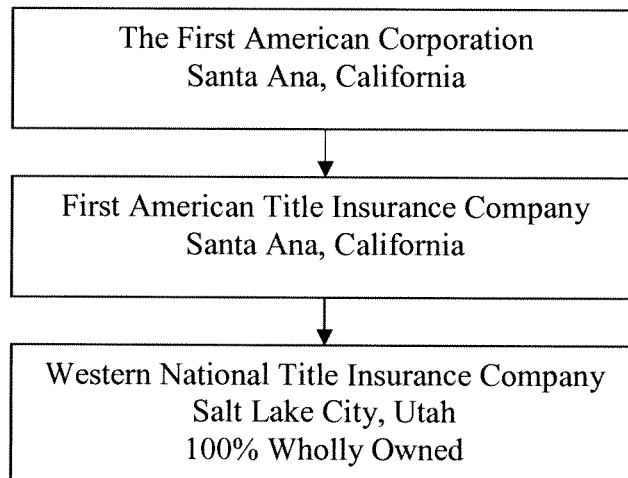 The First American Corporation
Santa Ana, California
First American Title Insurance Company
Santa Ana, California
Western National Title Insurance Company
Salt Lake City, Utah
100% Wholly Owned